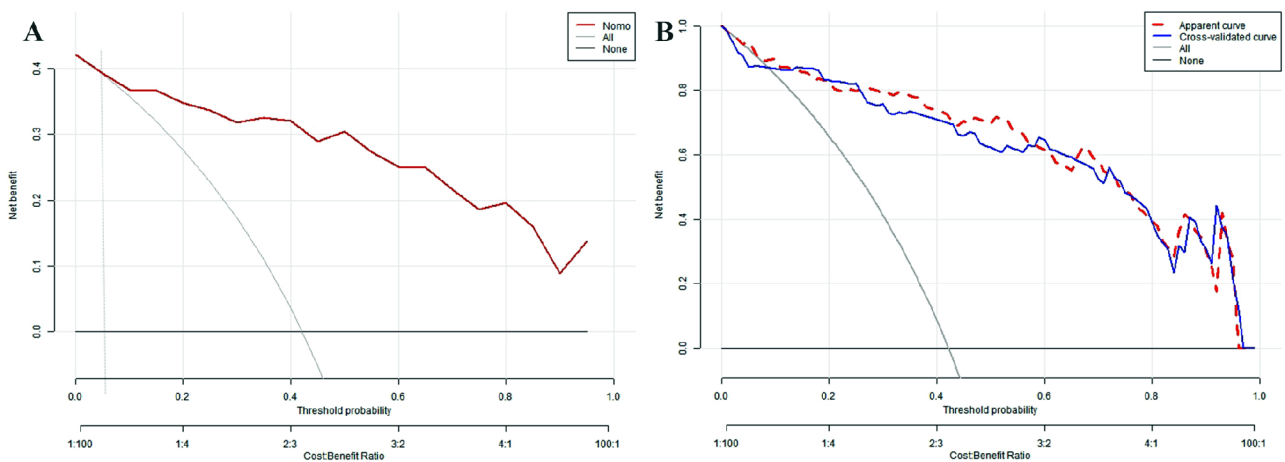 A
Nomo
All
None
Net benefit
0.4
0.3
0.2
0.1
0.0
0.0 0.2 0.4 0.6 0.8 1.0
Threshold probability
1:100 1:4 2:3 3:2 4:1 100:1
Cost:Benefit Ratio
B
Apparent curve
Cross-validated curve
All
None
Net benefit
1.0
0.8
0.6
0.4
0.2
0.0
0.0 0.2 0.4 0.6 0.8 1.0
Threshold probability
1:100 1:4 2:3 3:2 4:1 100:1
Cost:Benefit Ratio